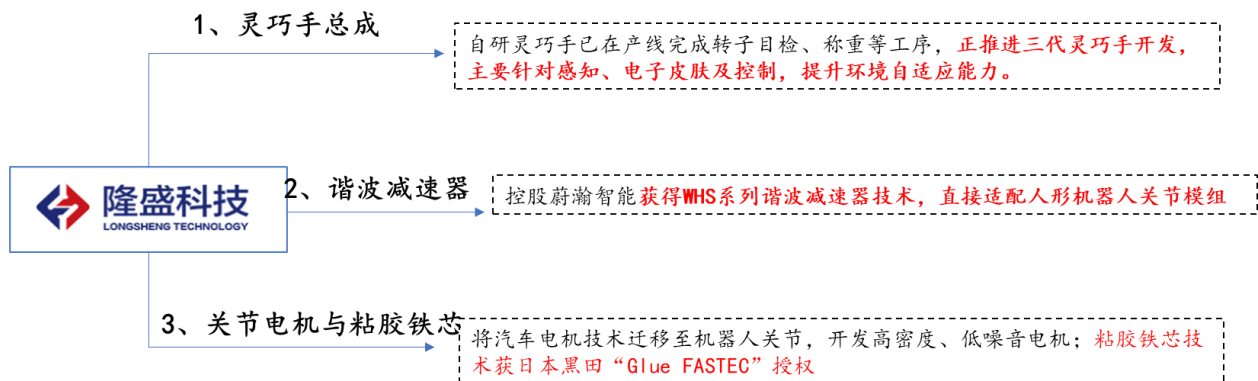 1、灵巧手总成
自研灵巧手已在产线完成转子目检、称重等工序，正推进三代灵巧手开发，
主要针对感知、电子皮肤及控制，提升环境自适应能力。
隆盛科技
LONGSHENG TECHNOLOGY
2、谐波减速器
控股蔚瀚智能获得WHS系列谐波减速器技术，直接适配人形机器人关节模组
3、关节电机与粘胶铁芯
将汽车电机技术迁移至机器人关节，开发高密度、低噪音电机；粘胶铁芯技
术获日本黑田“Glue FASTEC”授权